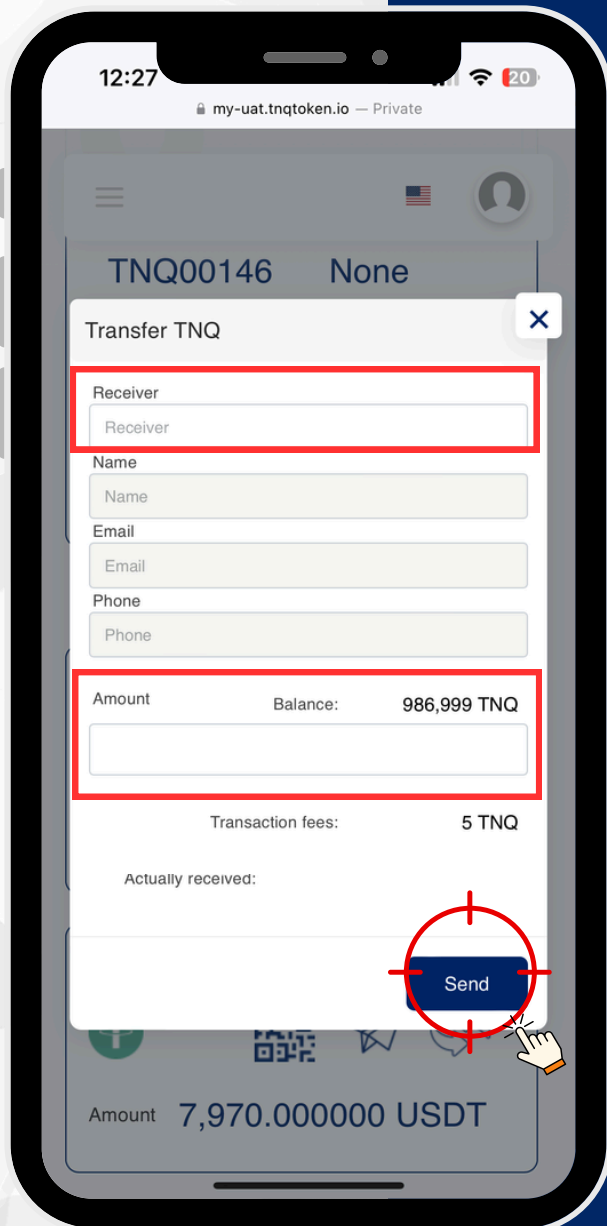 12:27
20
my-uat.tnqtoken.io — Private
TNQ00146 None
Transfer TNQ
Receiver
Receiver
Name
Name
Email
Email
Phone
Phone
Amount Balance: 986,999 TNQ
Transaction fees: 5 TNQ
Actually received:
Send
Amount 7,970.000000 USDT